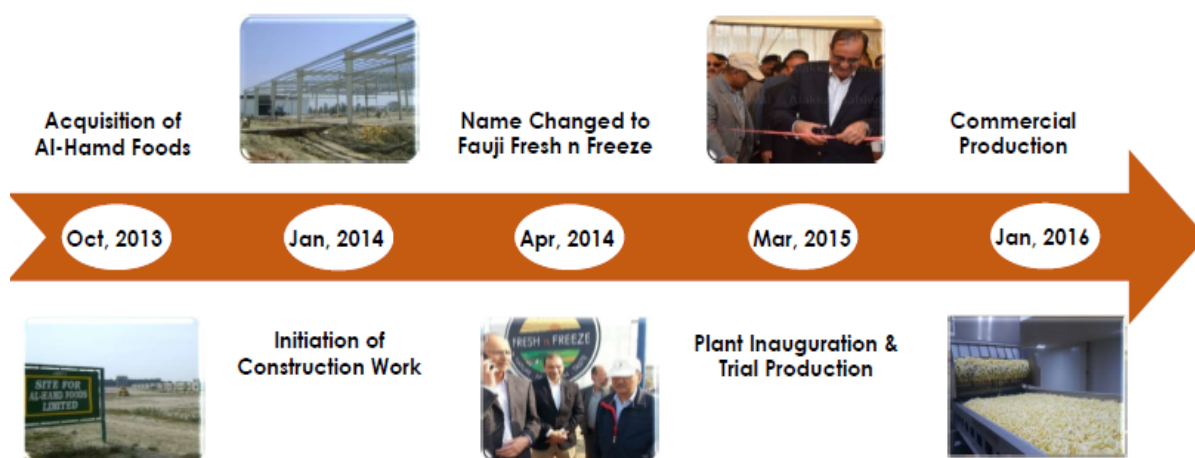 Acquisition of
Al-Hamd Foods
Name Changed to
Fauji Fresh n Freeze
Commercial
Production
Oct, 2013
Jan, 2014
Apr, 2014
Mar, 2015
Jan, 2016
SITE FOR
AL-HAMD FOODS
LIMITED
Initiation of
Construction Work
FRESH n FREEZE
Plant Inauguration &
Trial Production